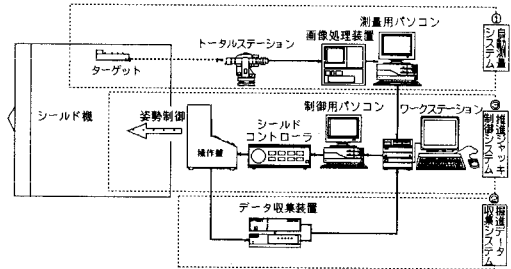 ①
自動測量システム
測量用パソコン
画像処理装置
トータルステーション
ターゲット
シールド機
③
推進ジャッキ制御システム
制御用パソコン
ワークステーション
シールドコントローラ
姿勢制御
操作盤
②
掘進データ収集システム
データ収集装置